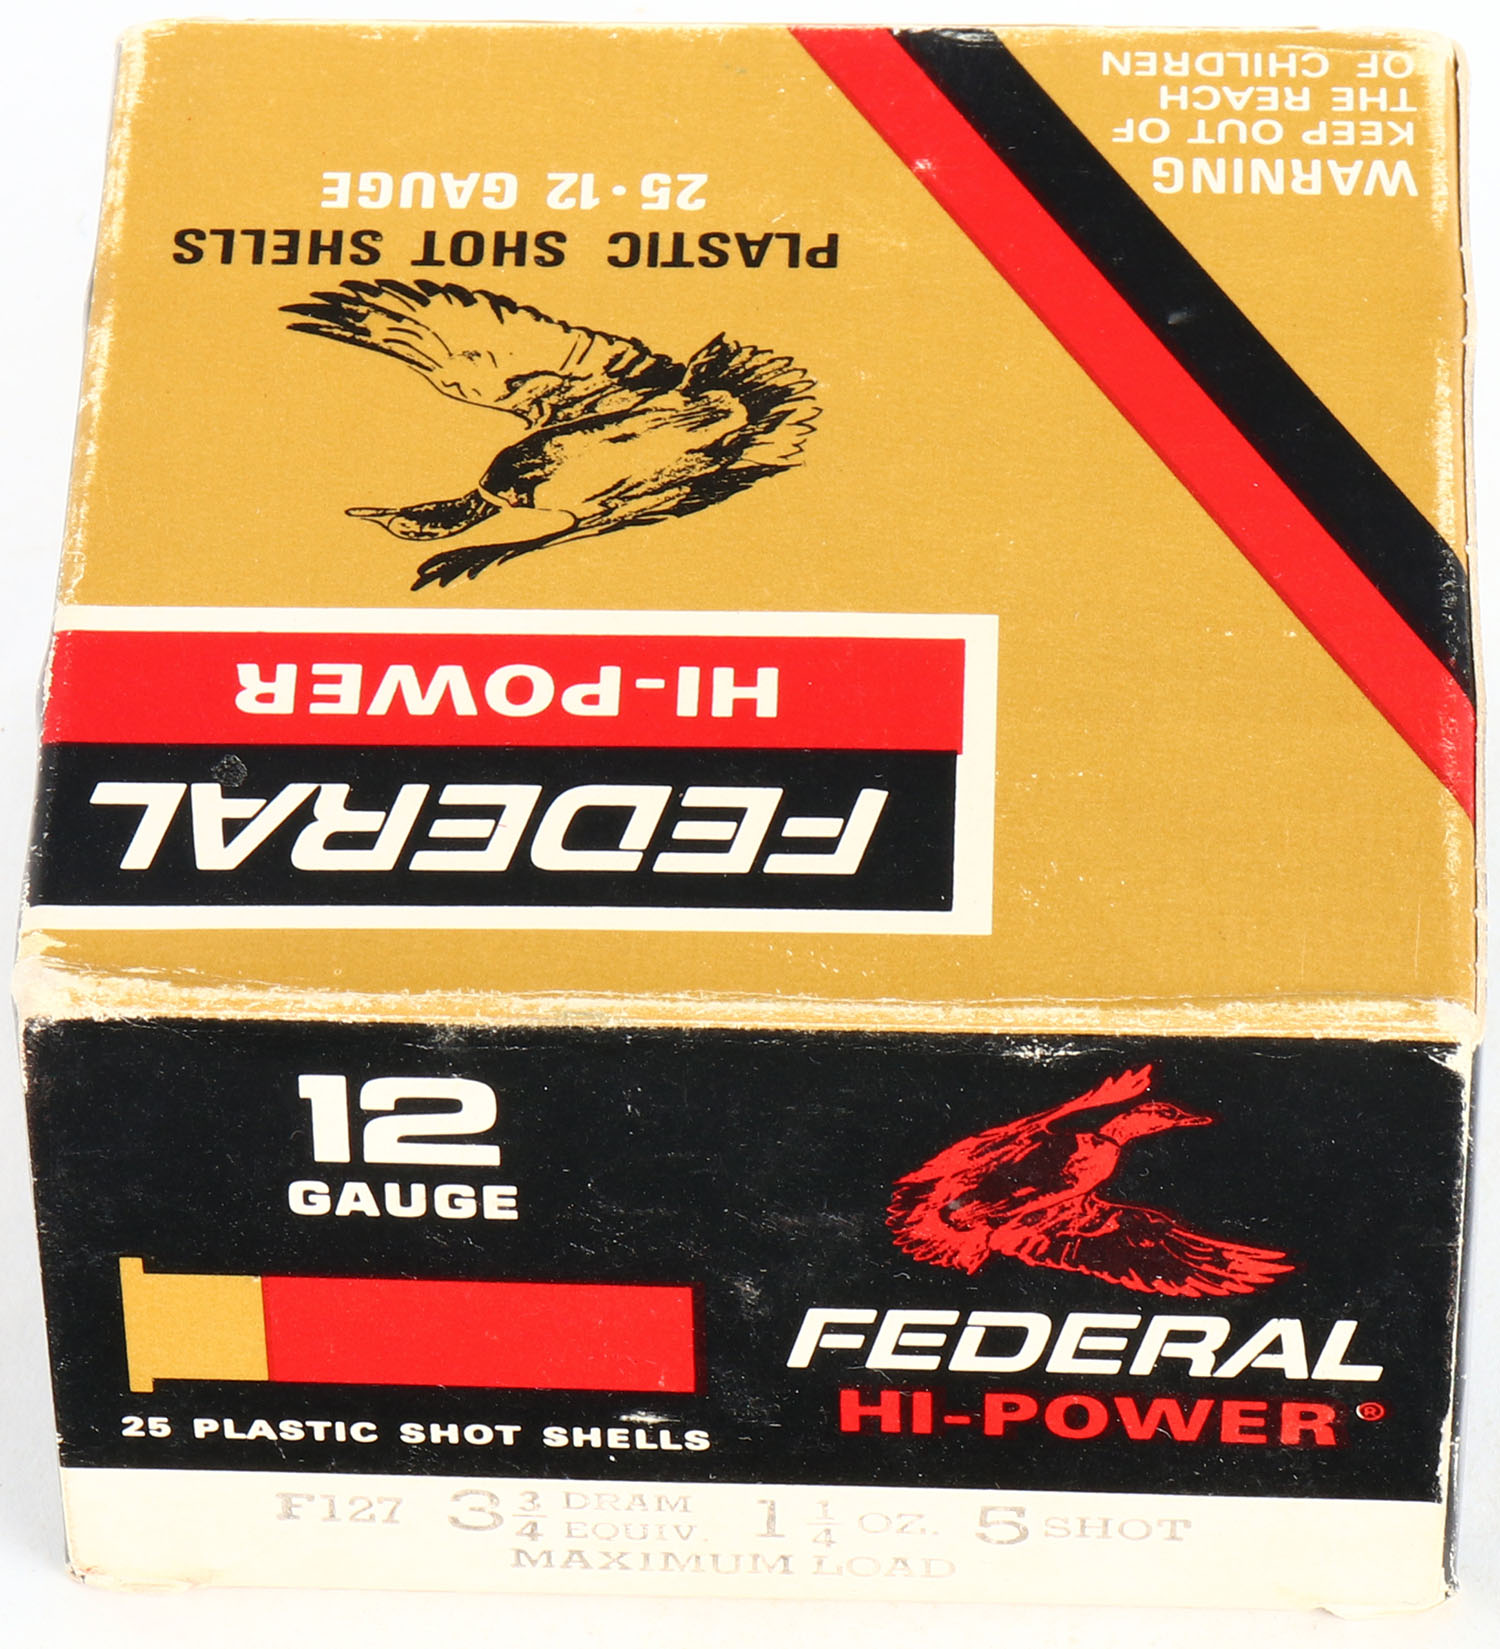 WARNING
KEEP OUT OF
THE REACH
OF CHILDREN
25·12 GAUGE
PLASTIC SHOT SHELLS
HI-POWER
FEDERAL
12
GAUGE
25 PLASTIC SHOT SHELLS
FEDERAL
HI-POWER®
F127 3 3/4 DRAM EQUIV. 1 1/4 OZ. 5 SHOT
MAXIMUM LOAD